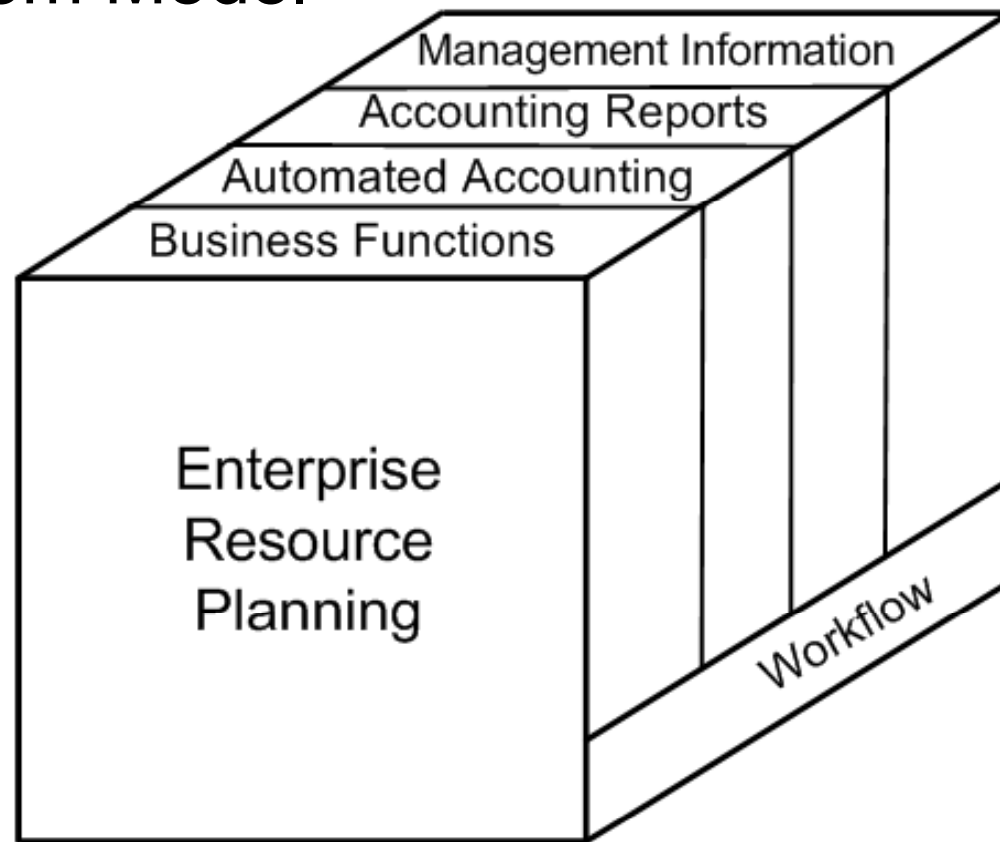 Management Information
Accounting Reports
Automated Accounting
Business Functions
Enterprise
Resource
Planning
Workflow